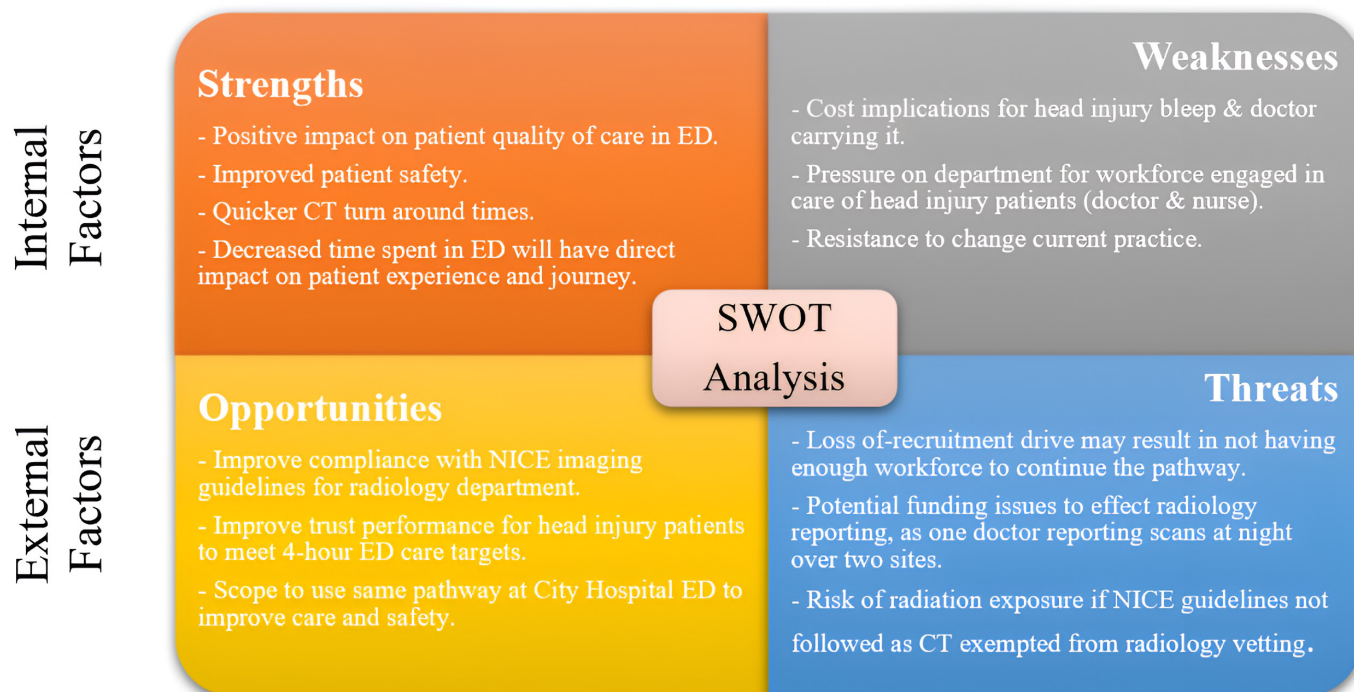 Internal
Factors
Strengths
- Positive impact on patient quality of care in ED.
- Improved patient safety.
- Quicker CT turn around times.
- Decreased time spent in ED will have direct
impact on patient experience and journey.
Weaknesses
- Cost implications for head injury bleep & doctor
carrying it.
- Pressure on department for workforce engaged in
care of head injury patients (doctor & nurse).
- Resistance to change current practice.
SWOT
Analysis
External
Factors
Opportunities
- Improve compliance with NICE imaging
guidelines for radiology department.
- Improve trust performance for head injury patients
to meet 4-hour ED care targets.
- Scope to use same pathway at City Hospital ED to
improve care and safety.
Threats
- Loss of-recruitment drive may result in not having
enough workforce to continue the pathway.
- Potential funding issues to effect radiology
reporting, as one doctor reporting scans at night
over two sites.
- Risk of radiation exposure if NICE guidelines not
followed as CT exempted from radiology vetting.